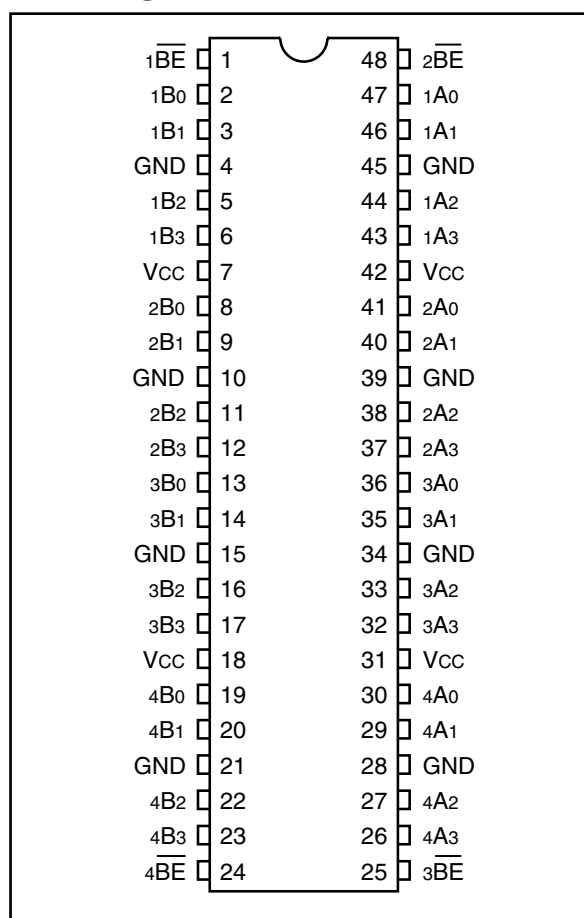 1B̅E̅ 1 48 2B̅E̅
1B0 2 47 1A0
1B1 3 46 1A1
GND 4 45 GND
1B2 5 44 1A2
1B3 6 43 1A3
VCC 7 42 VCC
2B0 8 41 2A0
2B1 9 40 2A1
GND 10 39 GND
2B2 11 38 2A2
2B3 12 37 2A3
3B0 13 36 3A0
3B1 14 35 3A1
GND 15 34 GND
3B2 16 33 3A2
3B3 17 32 3A3
VCC 18 31 VCC
4B0 19 30 4A0
4B1 20 29 4A1
GND 21 28 GND
4B2 22 27 4A2
4B3 23 26 4A3
4B̅E̅ 24 25 3B̅E̅